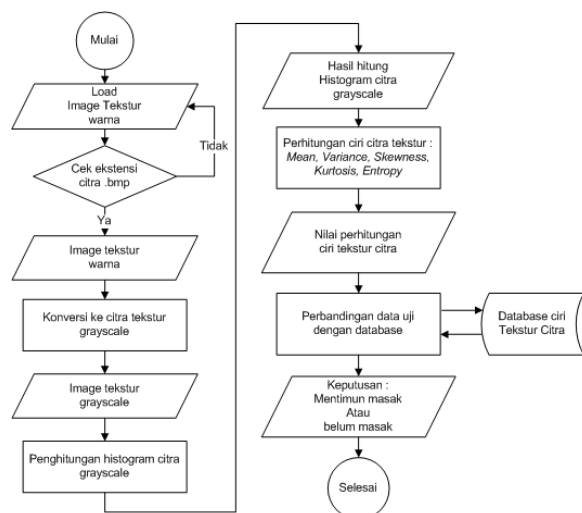 Mulai
Load
Image Tekstur
warna
Tidak
Cek ekstensi
citra .bmp
Ya
Image tekstur
warna
Konversi ke citra tekstur
grayscale
Image tekstur
grayscale
Penghitungan histogram citra
grayscale
Hasil hitung
Histogram citra
grayscale
Perhitungan ciri citra tekstur :
Mean, Variance, Skewness,
Kurtosis, Entropy
Nilai perhitungan
ciri tekstur citra
Perbandingan data uji
dengan database
Database ciri
Tekstur Citra
Keputusan :
Mentimun masak
Atau
belum masak
Selesai